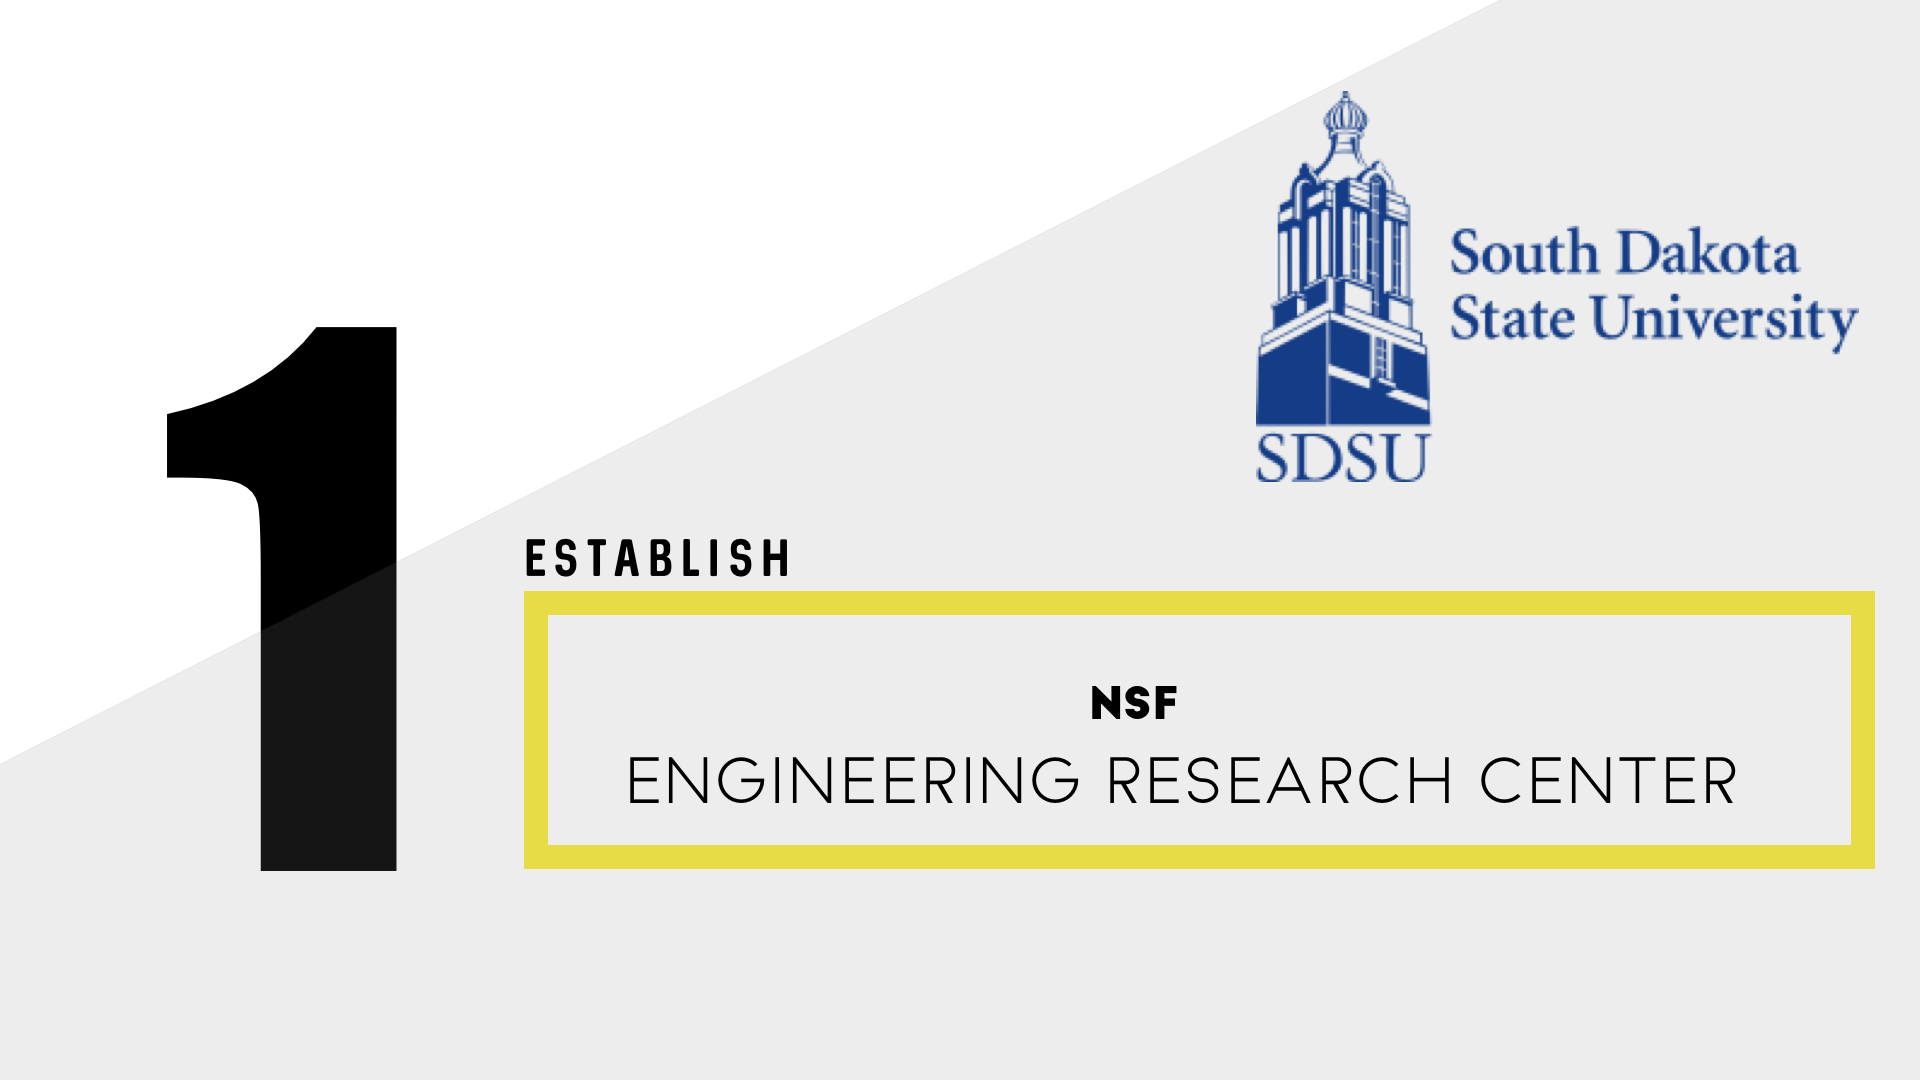 1
South Dakota
State University
SDSU
ESTABLISH
NSF
ENGINEERING RESEARCH CENTER